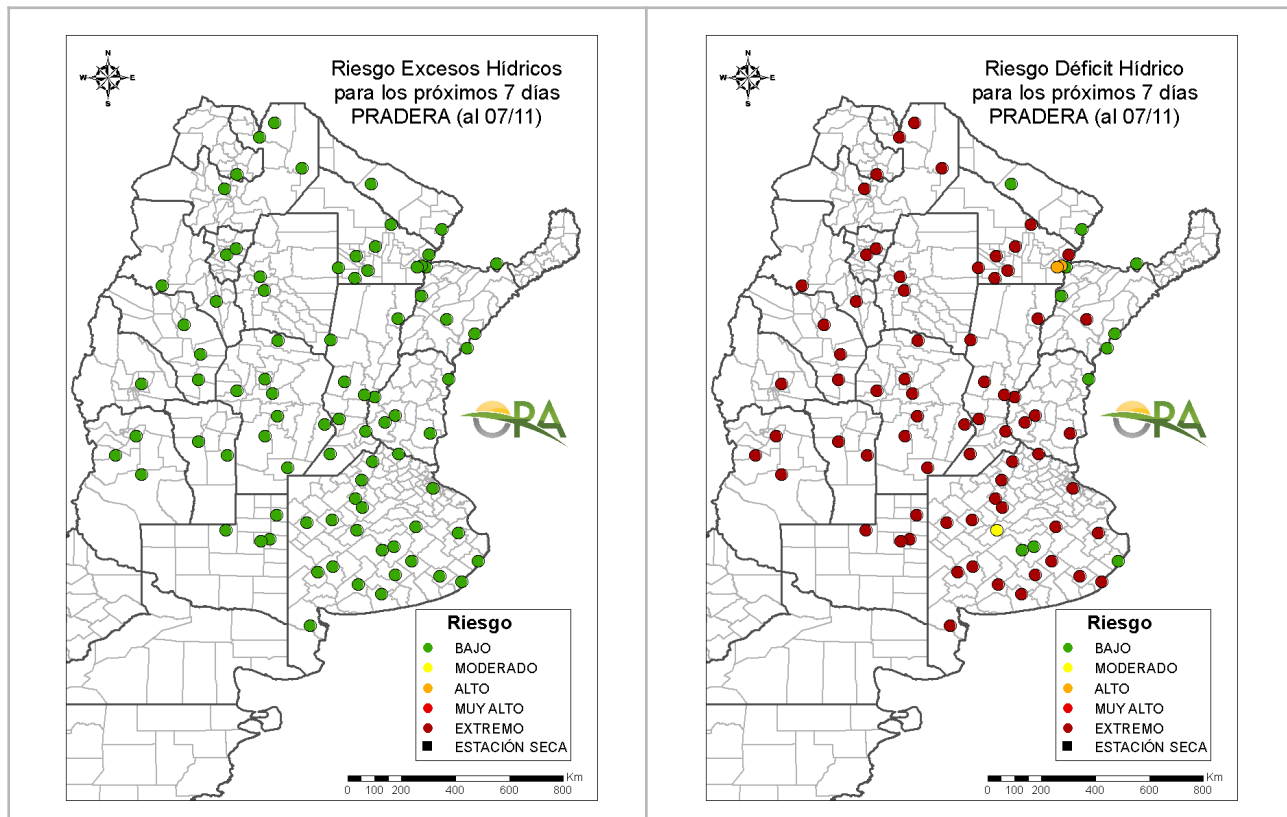 N
W
E
S
Riesgo Excesos Hídricos
para los próximos 7 días
PRADERA (al 07/11)
ORA
Riesgo
BAJO
MODERADO
ALTO
MUY ALTO
EXTREMO
ESTACIÓN SECA
Km
0 100 200 400 600 800
N
W
E
S
Riesgo Déficit Hídrico
para los próximos 7 días
PRADERA (al 07/11)
ORA
Riesgo
BAJO
MODERADO
ALTO
MUY ALTO
EXTREMO
ESTACIÓN SECA
Km
0 100 200 400 600 800